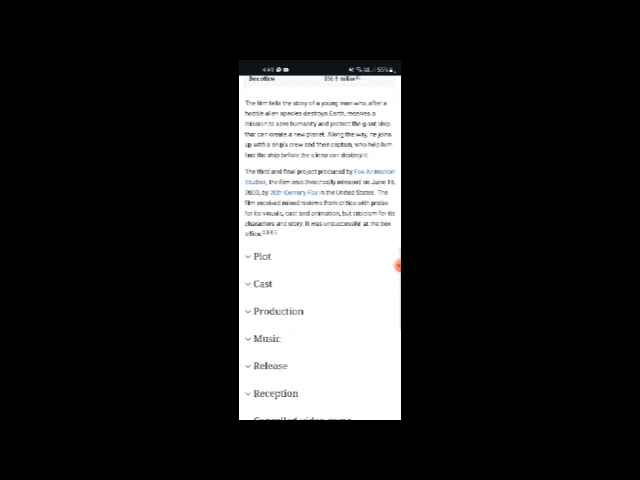 Box office
The film tells the story of a young man who, after a
hostile alien species destroys Earth, receives a
mission to save humanity and protect the great ship
that can create a new planet. Along the way, he joins
up with a ship's crew and their captain, who help him
find the ship before the aliens can destroy it.
The third and final project produced by Fox Animation
Studios, the film was theatrically released on June 16,
2000, by 20th Century Fox in the United States. The
film received mixed reviews from critics with praise
for its visuals, cast and animation, but criticism for its
characters and story. It was unsuccessful at the box
office.
Plot
Cast
Production
Music
Release
Reception
Cancelled video game